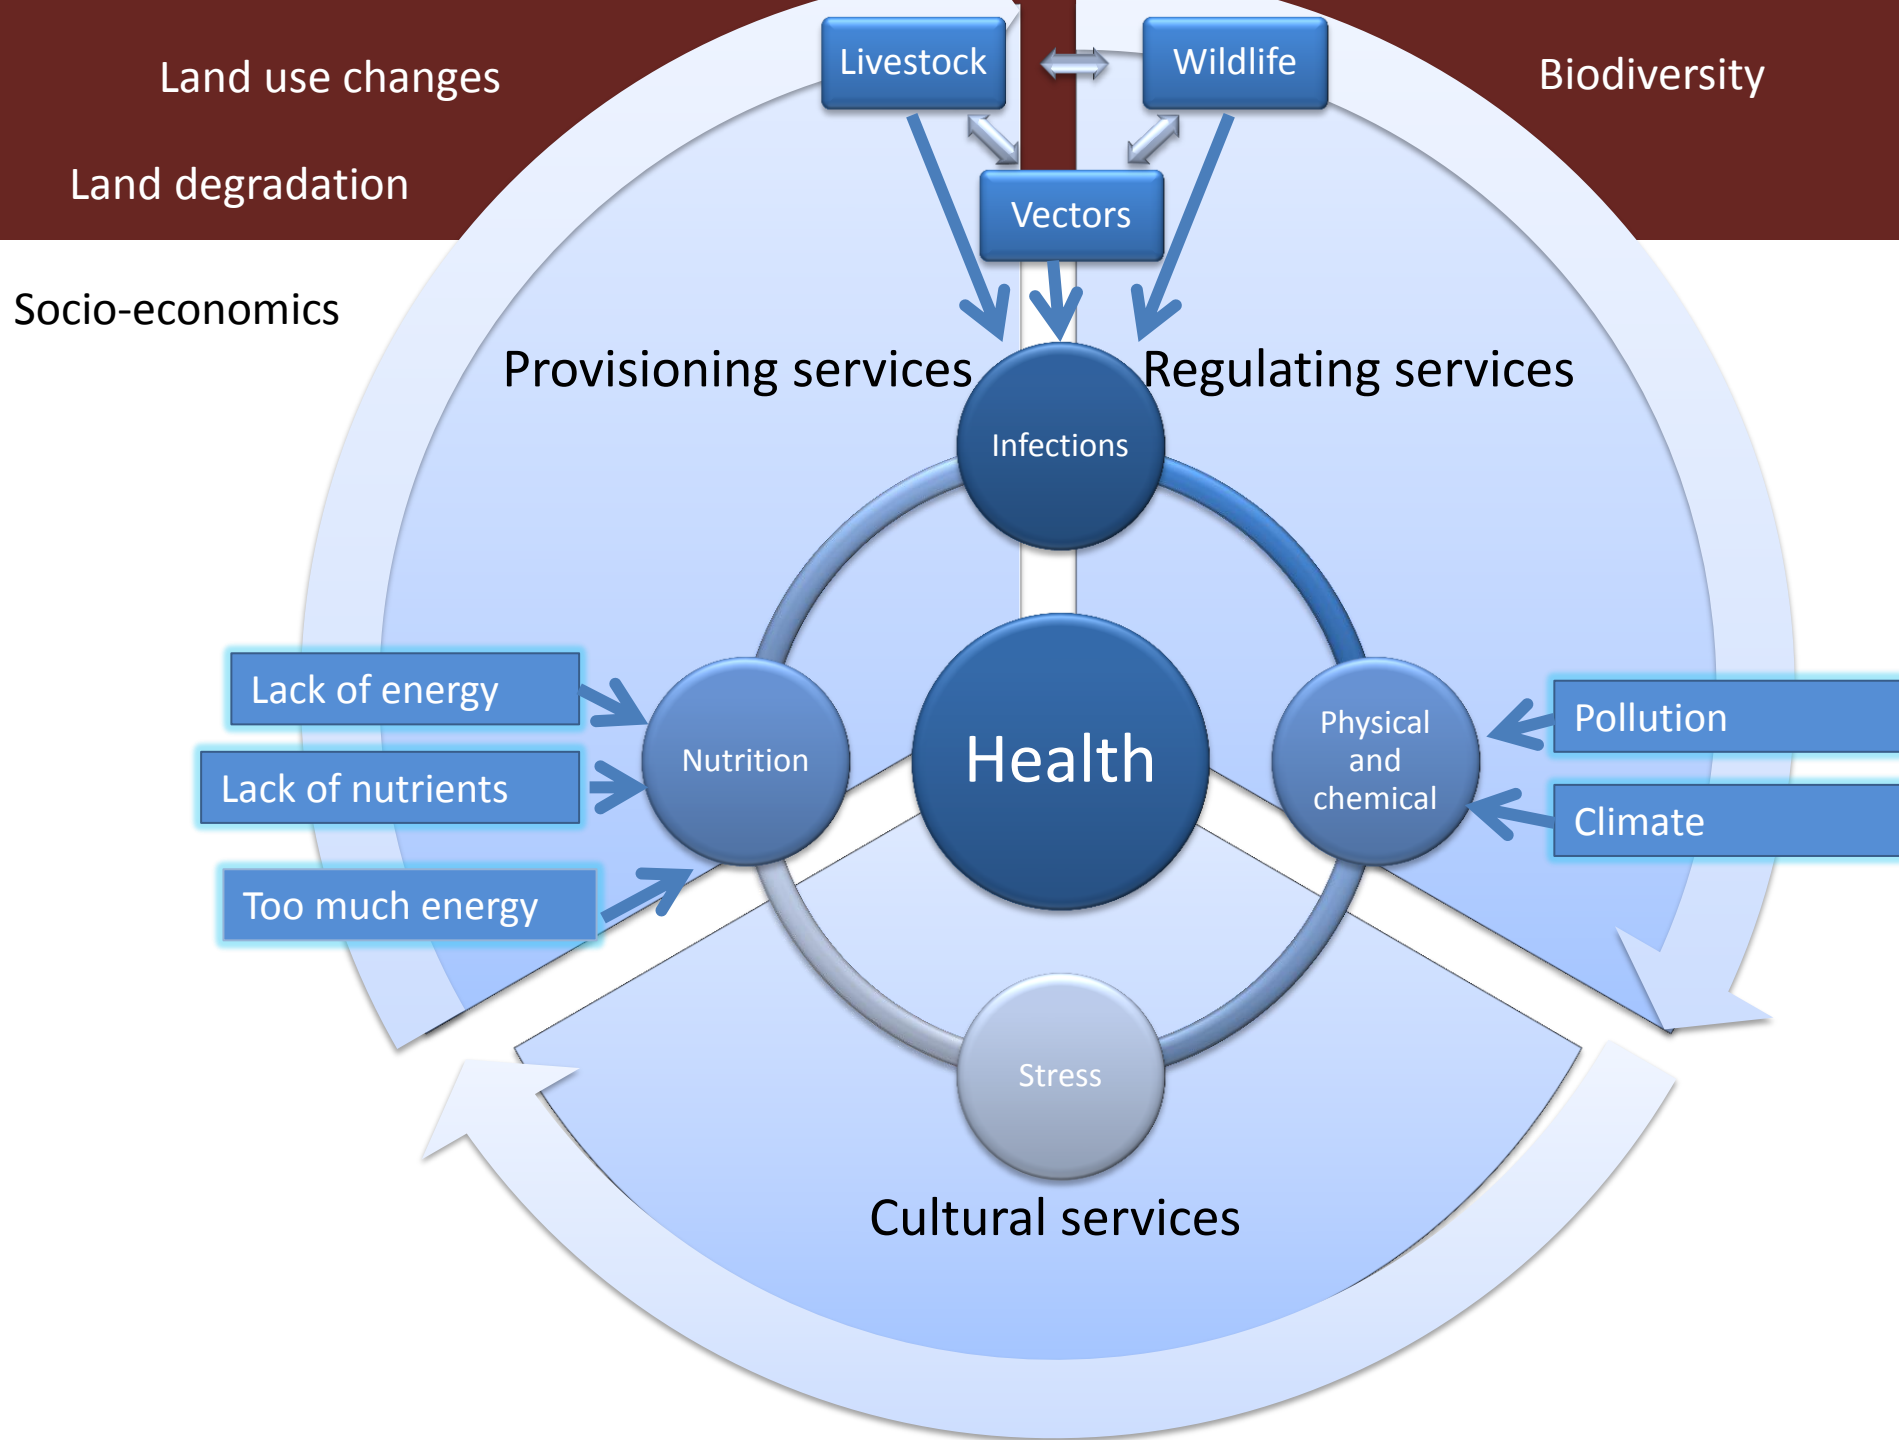 Livestock
Wildlife
Land use changes
Biodiversity
Land degradation
Vectors
Socio-economics
Provisioning services
Regulating services
Infections
Lack of energy
Pollution
Nutrition
Health
Physical
and
chemical
Lack of nutrients
Climate
Too much energy
Stress
Cultural services